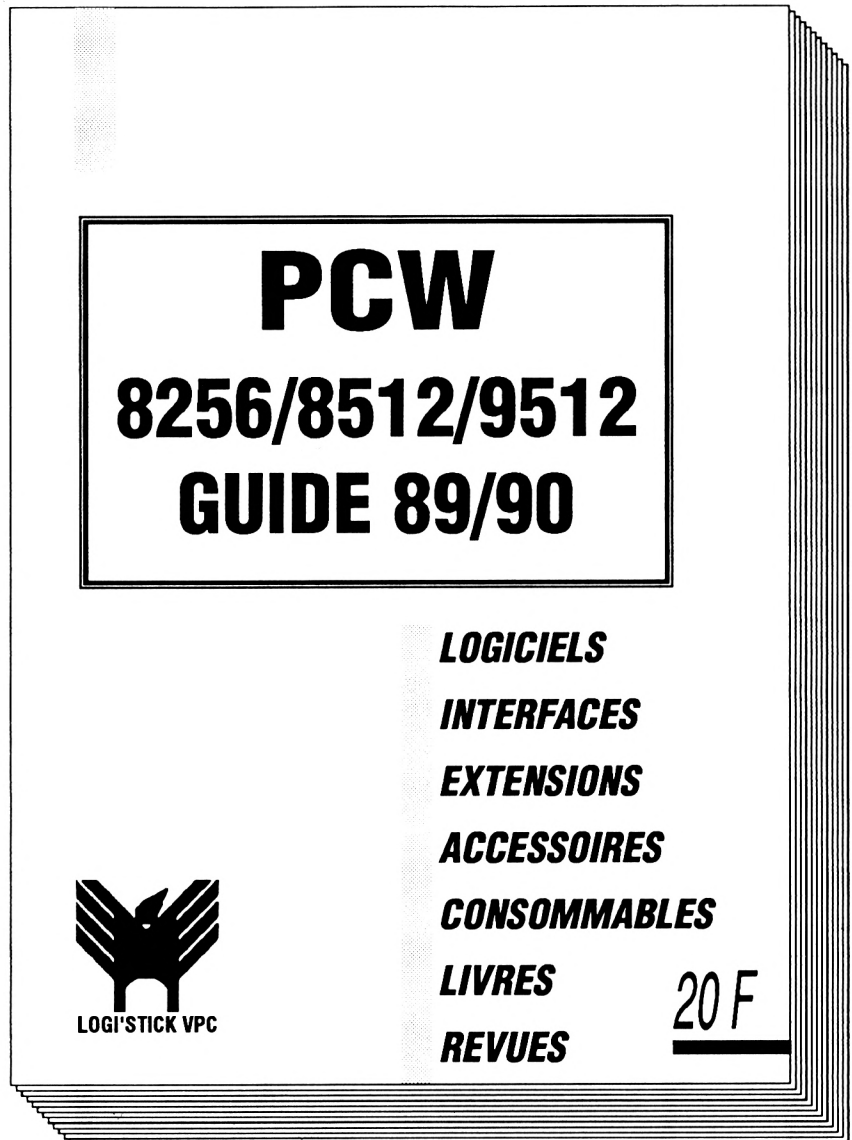 PCW
8256/8512/9512
GUIDE 89/90
LOGICIELS
INTERFACES
EXTENSIONS
ACCESSOIRES
CONSOMMABLES
LIVRES
REVUES
20 F
LOGI'STICK VPC